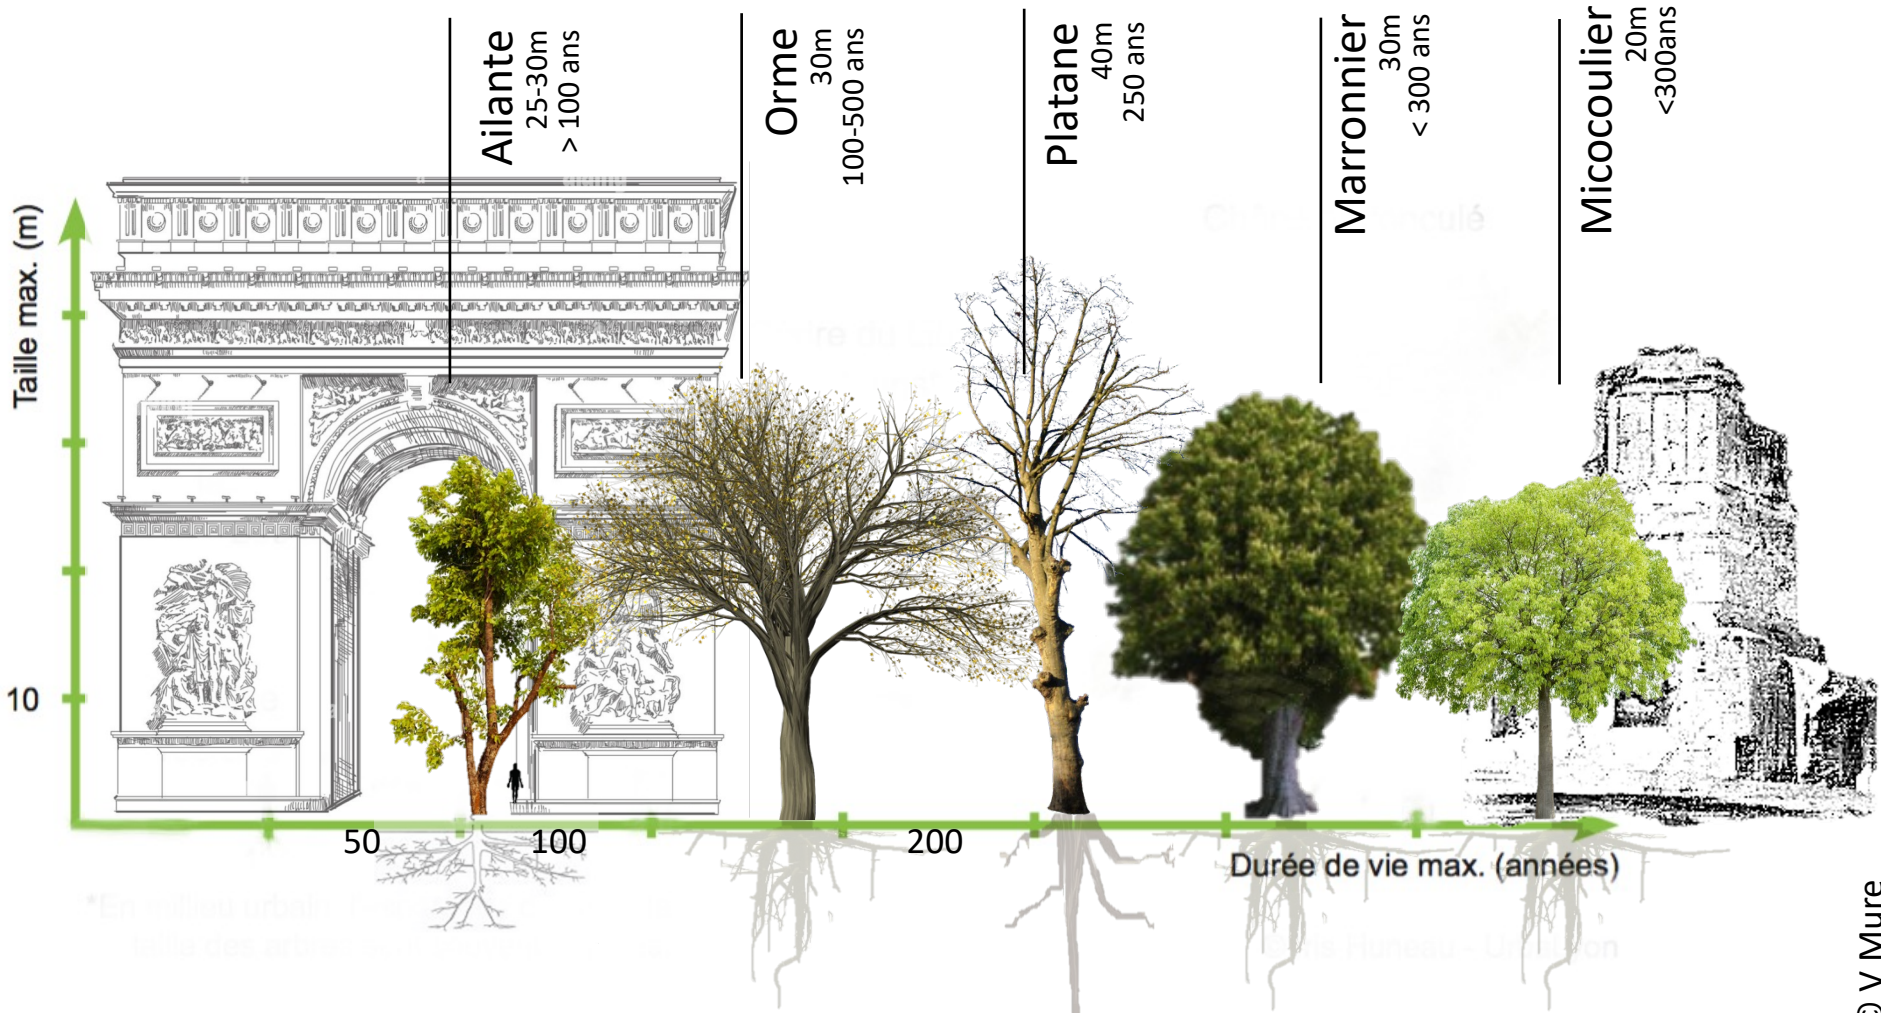 Taille max. (m)
10
Ailante
25-30m
> 100 ans
Orme
30m
100-500 ans
Platane
40m
250 ans
Marronnier
30m
< 300 ans
Micocoulier
20m
<300ans
50
100
200
Durée de vie max. (années)
© V Mure